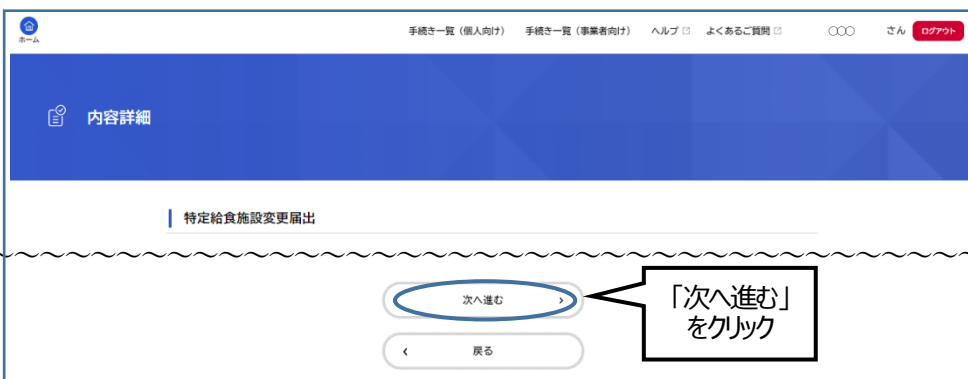 ホーム
手続き一覧（個人向け） 手続き一覧（事業者向け） ヘルプ よくあるご質問 ○○○ さん ログアウト
内容詳細
特定給食施設変更届出
次へ進む
「次へ進む」
をクリック
戻る